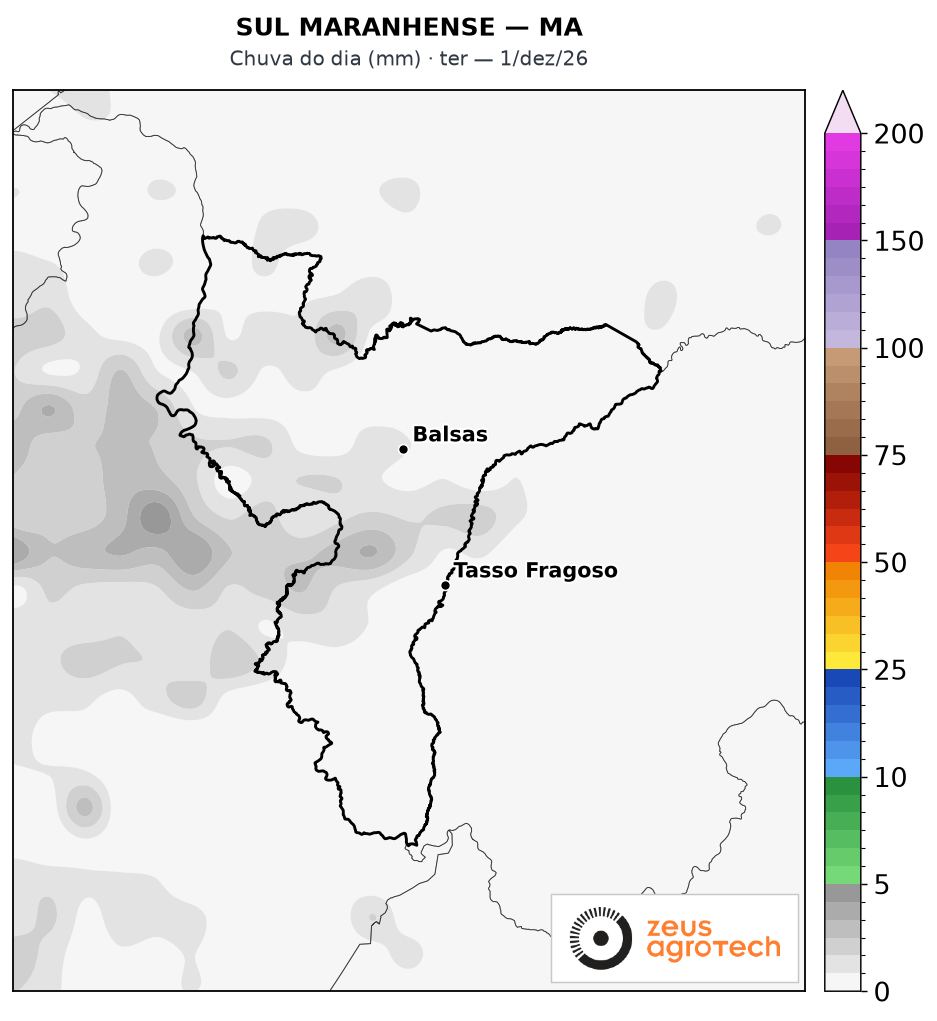 SUL MARANHENSE — MA
Chuva do dia (mm) · ter — 1/dez/26
200
150
100
75
50
25
10
5
0
Balsas
Tasso Fragoso
zeus
agrotech